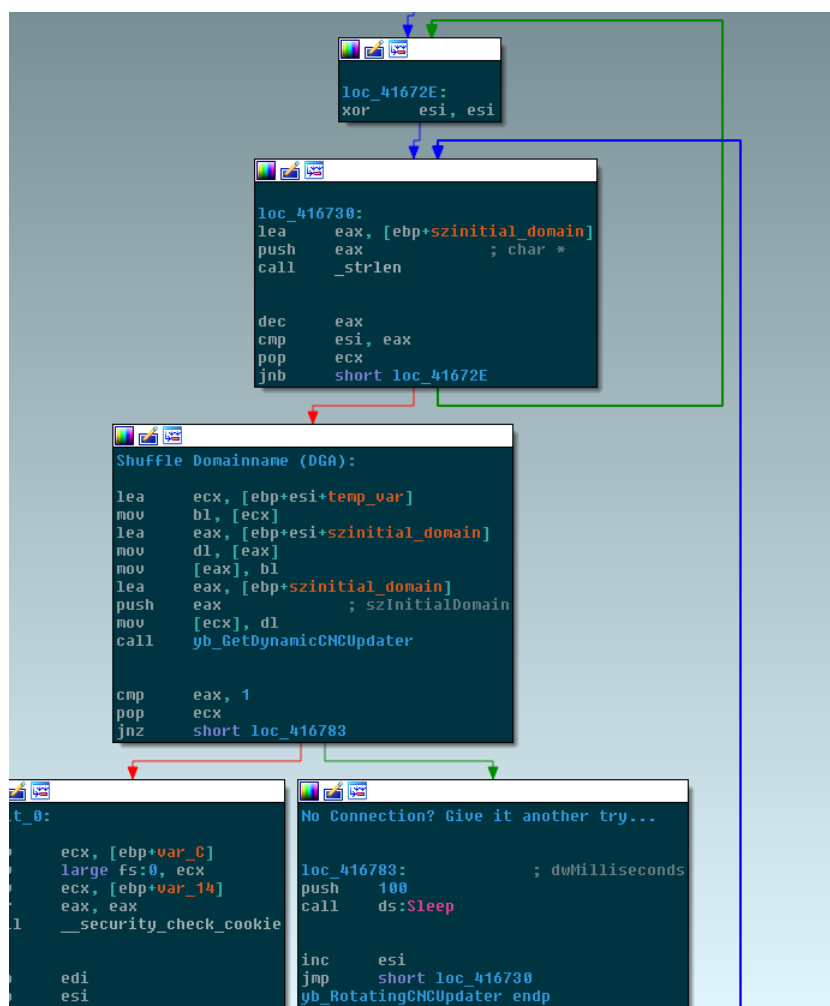 loc_41672E:
xor esi, esi
loc_416730:
lea eax, [ebp+szinitial_domain]
push eax ; char *
call _strlen
dec eax
cmp esi, eax
pop ecx
jnb short loc_41672E
Shuffle Domainname (DGA):
lea ecx, [ebp+esi+temp_var]
mov bl, [ecx]
lea eax, [ebp+esi+szinitial_domain]
mov dl, [eax]
mov [eax], bl
lea eax, [ebp+szinitial_domain]
push eax ; szInitialDomain
mov [ecx], dl
call yb_GetDynamicCNCUpdater
cmp eax, 1
pop ecx
jnz short loc_416783
t_0:
ecx, [ebp+var_C]
large fs:0, ecx
ecx, [ebp+var_14]
eax, eax
__security_check_cookie
edi
esi
No Connection? Give it another try...
loc_416783: ; dwMilliseconds
push 100
call ds:Sleep
inc esi
jmp short loc_416730
yb_RotatingCNCUpdater endp